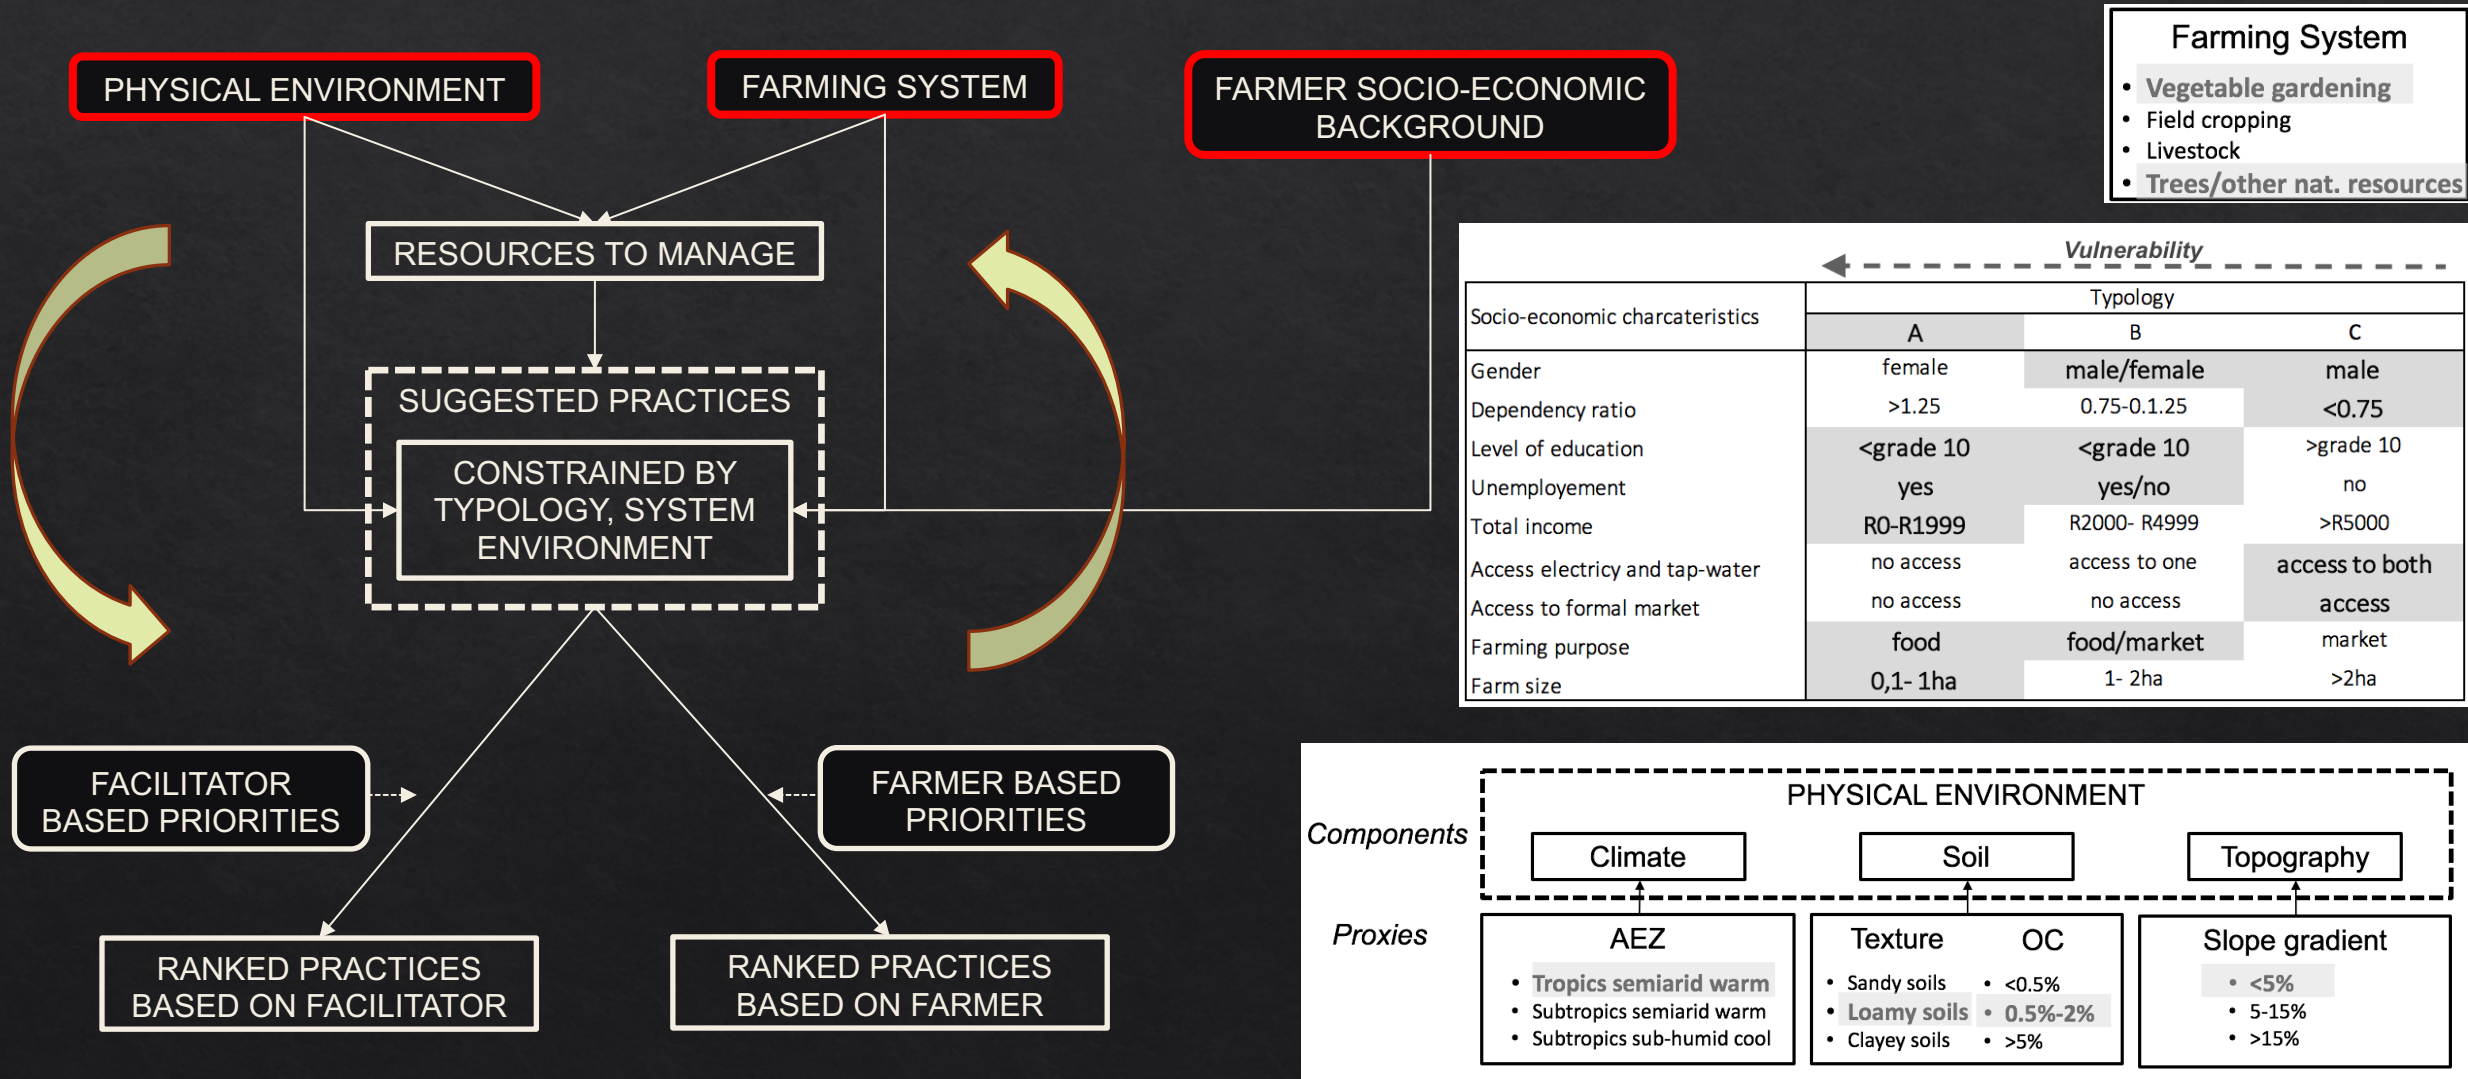 PHYSICAL ENVIRONMENT
FARMING SYSTEM
FARMER SOCIO-ECONOMIC
BACKGROUND
RESOURCES TO MANAGE
SUGGESTED PRACTICES
CONSTRAINED BY
TYPOLOGY, SYSTEM
ENVIRONMENT
FACILITATOR
BASED PRIORITIES
FARMER BASED
PRIORITIES
RANKED PRACTICES
BASED ON FACILITATOR
RANKED PRACTICES
BASED ON FARMER
Farming System
• Vegetable gardening
• Field cropping
• Livestock
• Trees/other nat. resources
Vulnerability
Socio-economic charcateristics
Typology
A B C
Gender female male/female male
Dependency ratio >1.25 0.75-0.1.25 <0.75
Level of education <grade 10 <grade 10 >grade 10
Unemployement yes yes/no no
Total income R0-R1999 R2000- R4999 >R5000
Access electricy and tap-water no access access to one access to both
Access to formal market no access no access access
Farming purpose food food/market market
Farm size 0,1- 1ha 1- 2ha >2ha
PHYSICAL ENVIRONMENT
Components
Climate
Soil
Topography
Proxies
AEZ
• Tropics semiarid warm
• Subtropics semiarid warm
• Subtropics sub-humid cool
Texture OC
• Sandy soils • <0.5%
• Loamy soils • 0.5%-2%
• Clayey soils • >5%
Slope gradient
• <5%
• 5-15%
• >15%